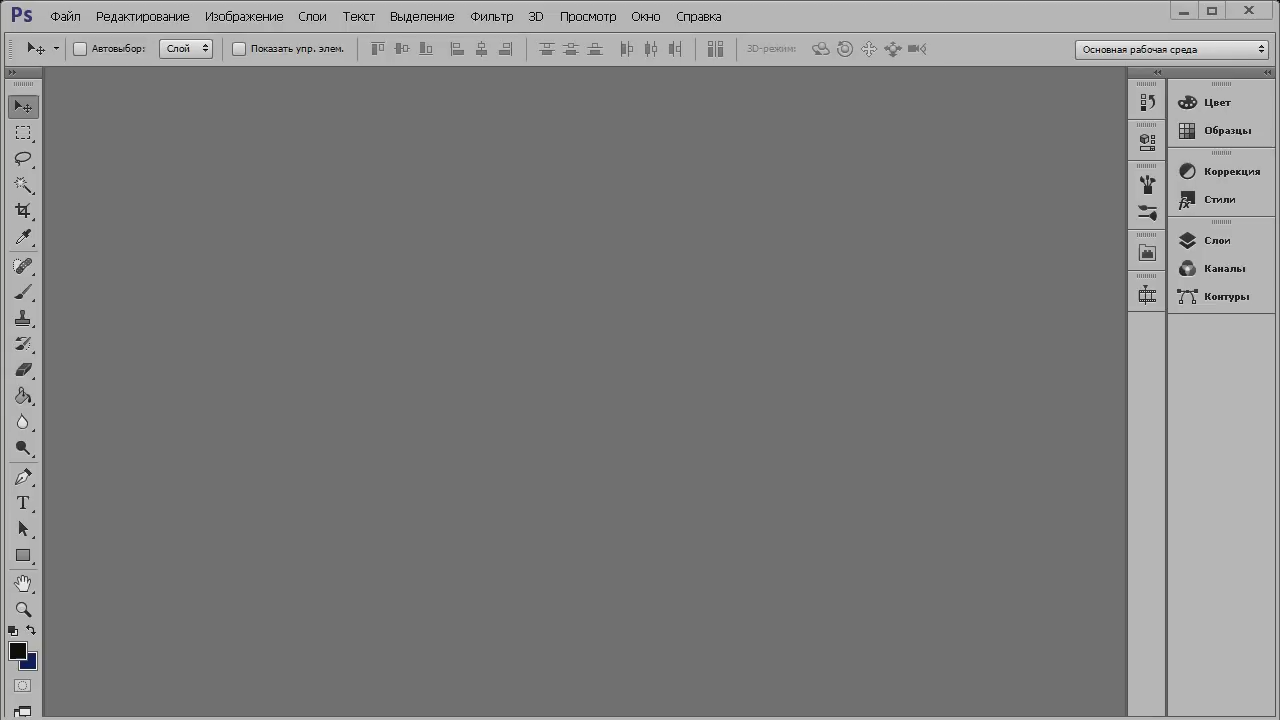 Ps Файл Редактирование Изображение Слои Текст Выделение Фильтр 3D Просмотр Окно Справка
Автовыбор: Слой Показать упр. элем. 3D-режим: Основная рабочая среда
Цвет
Образцы
Коррекция
Стили
Слои
Каналы
Контуры